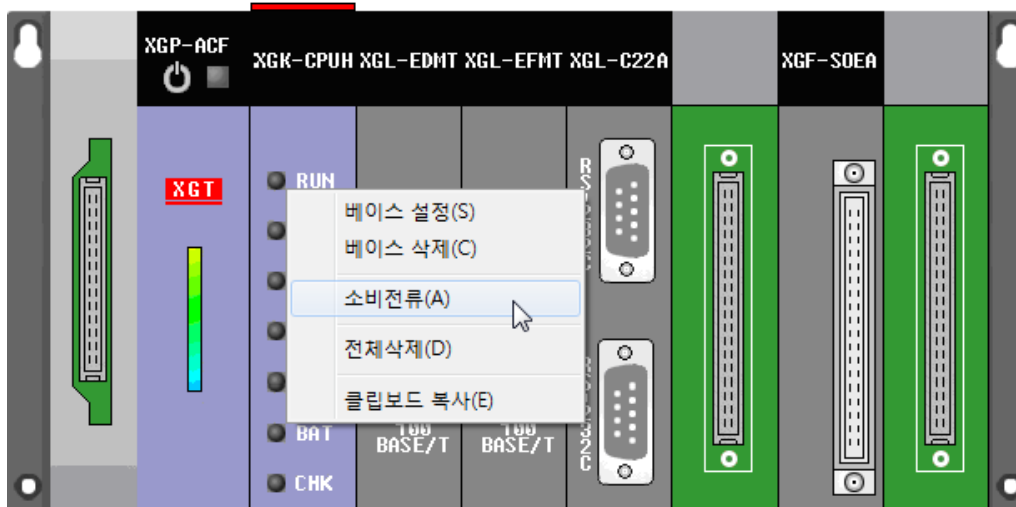 XGP-ACF
XGK-CPUH
XGL-EDMT
XGL-EFMT
XGL-C22A
XGF-SOEA
XGT
RUN
베이스 설정(S)
베이스 삭제(C)
소비전류(A)
전체삭제(D)
클립보드 복사(E)
BAT
CHK
100
BASE/T
100
BASE/T